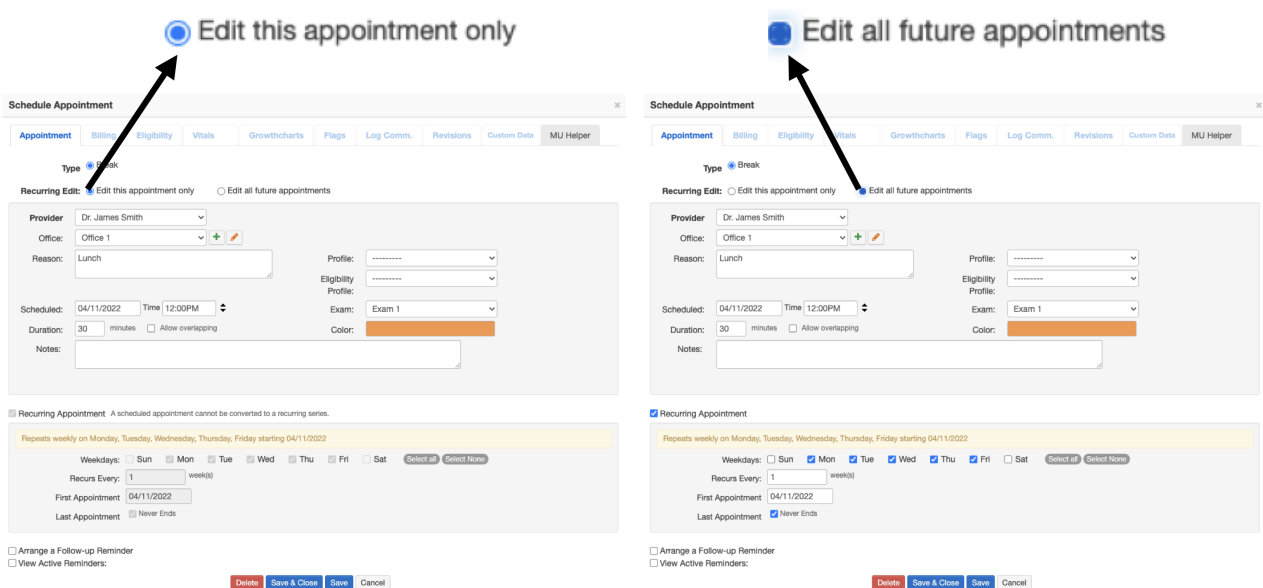 Edit this appointment only
Edit all future appointments
Schedule Appointment ×
Appointment Billing Eligibility Vitals Growthcharts Flags Log Comm. Revisions Custom Data MU Helper
Type Break
Recurring Edit: Edit this appointment only Edit all future appointments
Provider Dr. James Smith
Office: Office 1
Reason: Lunch Profile: ---------
Eligibility Profile: ---------
Scheduled: 04/11/2022 Time 12:00PM Exam: Exam 1
Duration: 30 minutes Allow overlapping Color:
Notes:
Recurring Appointment A scheduled appointment cannot be converted to a recurring series.
Repeats weekly on Monday, Tuesday, Wednesday, Thursday, Friday starting 04/11/2022
Weekdays: Sun Mon Tue Wed Thu Fri Sat Select all Select None
Recurs Every: 1 week(s)
First Appointment 04/11/2022
Last Appointment Never Ends
Arrange a Follow-up Reminder
View Active Reminders:
Delete Save & Close Save Cancel
Schedule Appointment ×
Appointment Billing Eligibility Vitals Growthcharts Flags Log Comm. Revisions Custom Data MU Helper
Type Break
Recurring Edit: Edit this appointment only Edit all future appointments
Provider Dr. James Smith
Office: Office 1
Reason: Lunch Profile: ---------
Eligibility Profile: ---------
Scheduled: 04/11/2022 Time 12:00PM Exam: Exam 1
Duration: 30 minutes Allow overlapping Color:
Notes:
Recurring Appointment
Repeats weekly on Monday, Tuesday, Wednesday, Thursday, Friday starting 04/11/2022
Weekdays: Sun Mon Tue Wed Thu Fri Sat Select all Select None
Recurs Every: 1 week(s)
First Appointment 04/11/2022
Last Appointment Never Ends
Arrange a Follow-up Reminder
View Active Reminders:
Delete Save & Close Save Cancel